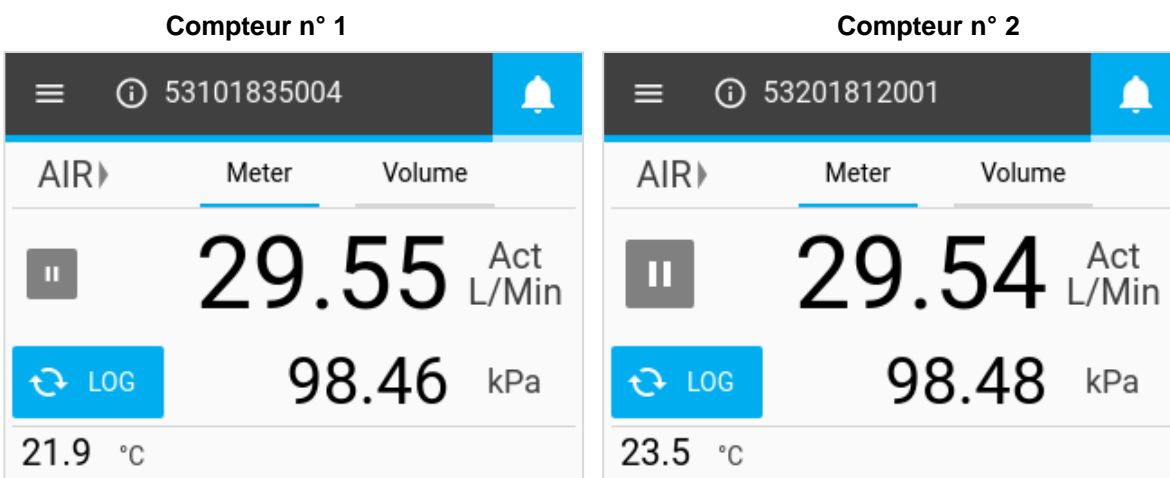 Compteur n° 1
53101835004
AIR Meter Volume
29.55 Act L/Min
LOG 98.46 kPa
21.9 °C
Compteur n° 2
53201812001
AIR Meter Volume
29.54 Act L/Min
LOG 98.48 kPa
23.5 °C